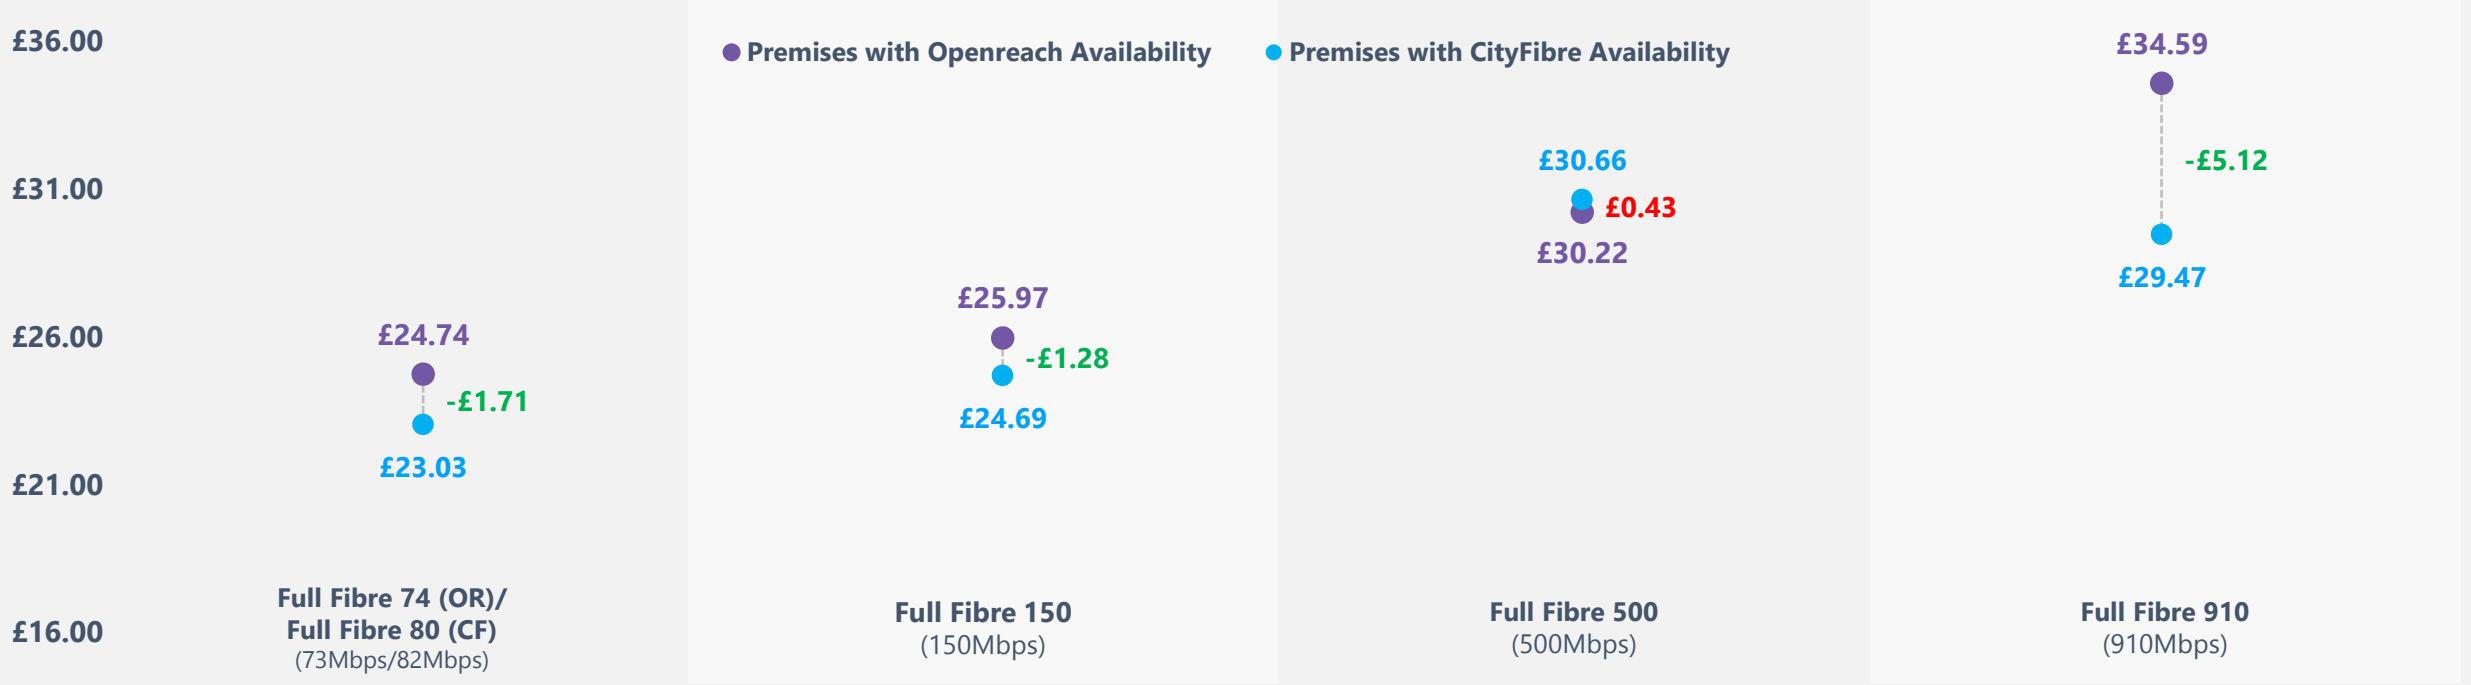 £36.00
£31.00
£26.00
£21.00
£16.00
Premises with Openreach Availability
Premises with CityFibre Availability
£24.74
-£1.71
£23.03
Full Fibre 74 (OR)/
Full Fibre 80 (CF)
(73Mbps/82Mbps)
£25.97
-£1.28
£24.69
Full Fibre 150
(150Mbps)
£30.66
£0.43
£30.22
Full Fibre 500
(500Mbps)
£34.59
-£5.12
£29.47
Full Fibre 910
(910Mbps)